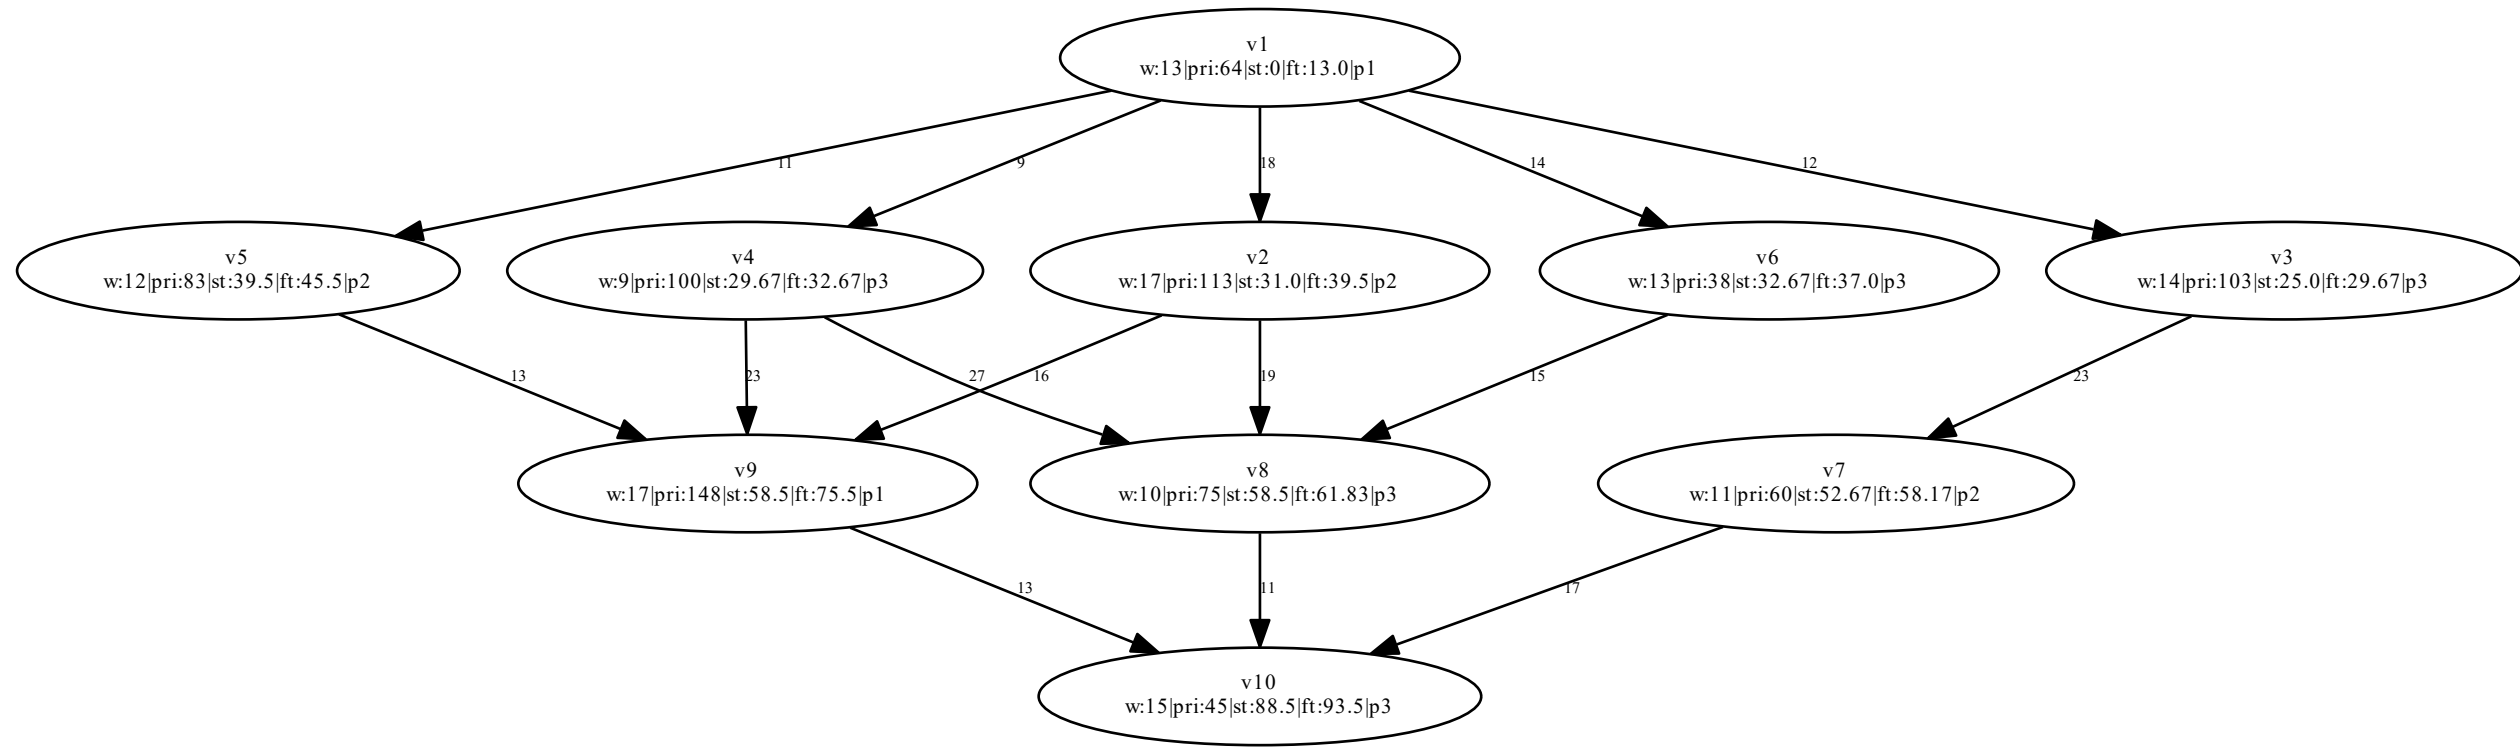 v1
w:13|pri:64|st:0|ft:13.0|p1
11
9
18
14
12
v5
w:12|pri:83|st:39.5|ft:45.5|p2
v4
w:9|pri:100|st:29.67|ft:32.67|p3
v2
w:17|pri:113|st:31.0|ft:39.5|p2
v6
w:13|pri:38|st:32.67|ft:37.0|p3
v3
w:14|pri:103|st:25.0|ft:29.67|p3
13
23
27
16
19
15
23
v9
w:17|pri:148|st:58.5|ft:75.5|p1
v8
w:10|pri:75|st:58.5|ft:61.83|p3
v7
w:11|pri:60|st:52.67|ft:58.17|p2
13
11
17
v10
w:15|pri:45|st:88.5|ft:93.5|p3